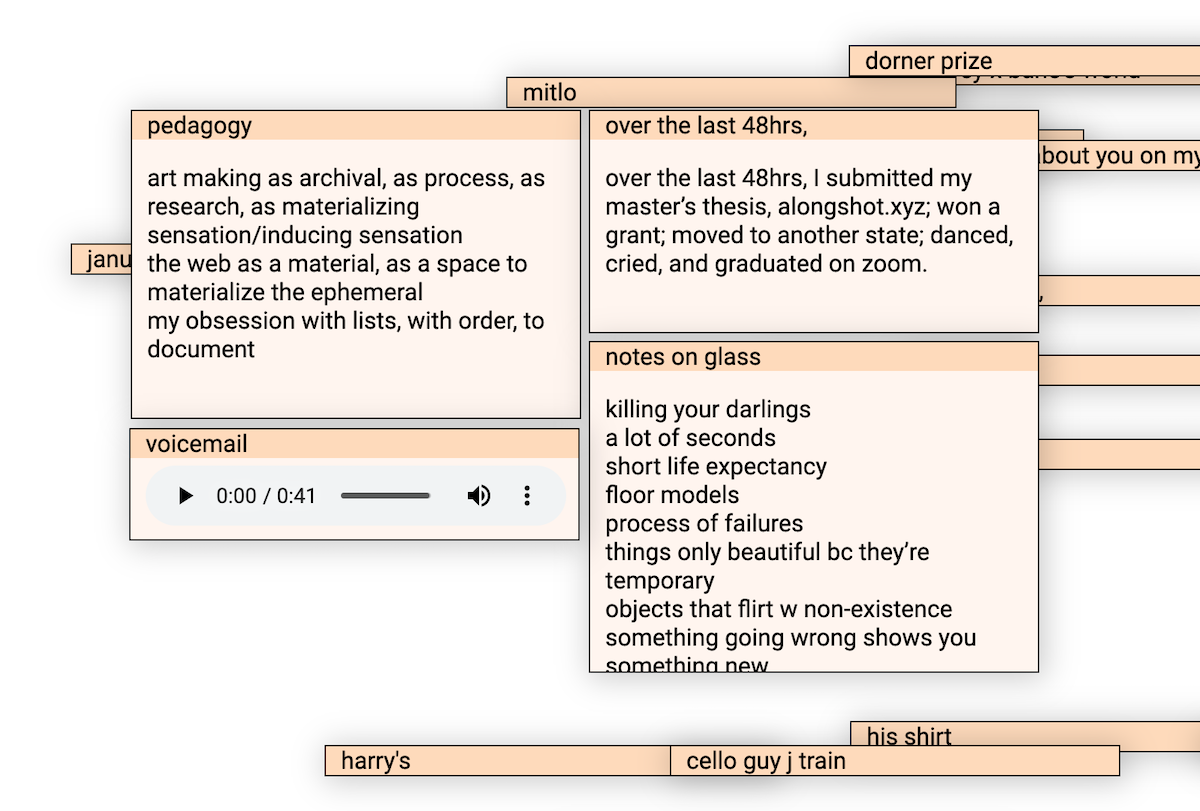 dorner prize
mitlo
pedagogy
art making as archival, as process, as
research, as materializing
sensation/inducing sensation
the web as a material, as a space to
materialize the ephemeral
my obsession with lists, with order, to
document
over the last 48hrs,
over the last 48hrs, I submitted my
master’s thesis, alongshot.xyz; won a
grant; moved to another state; danced,
cried, and graduated on zoom.
about you on my
janu
,
voicemail
0:00 / 0:41
notes on glass
killing your darlings
a lot of seconds
short life expectancy
floor models
process of failures
things only beautiful bc they’re
temporary
objects that flirt w non-existence
something going wrong shows you
something new
his shirt
harry's
cello guy j train